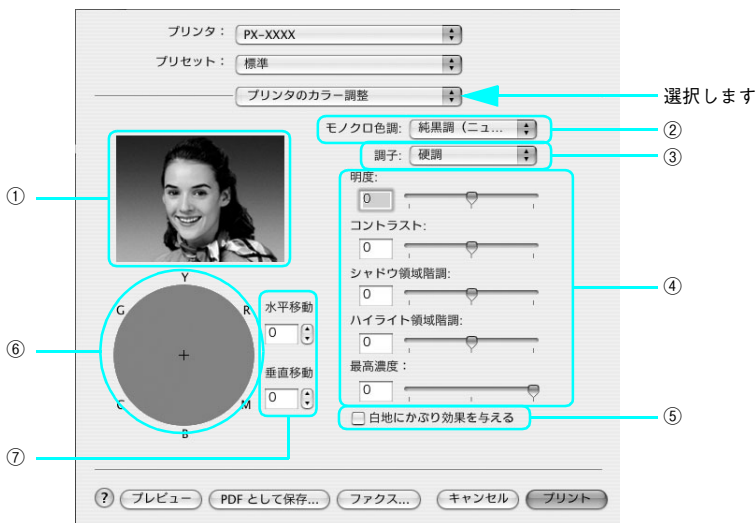 プリンタ： PX-XXXX
プリセット： 標準
プリンタのカラー調整
選択します
モノクロ色調: 純黒調（ニュ...
②
調子: 硬調
③
①
明度:
0
コントラスト:
0
シャドウ領域階調:
0
④
ハイライト領域階調:
0
最高濃度：
0
白地にかぶり効果を与える
⑤
Y
G
R
C
M
B
⑥
水平移動
0
垂直移動
0
⑦
? プレビュー PDF として保存... ファクス... キャンセル プリント